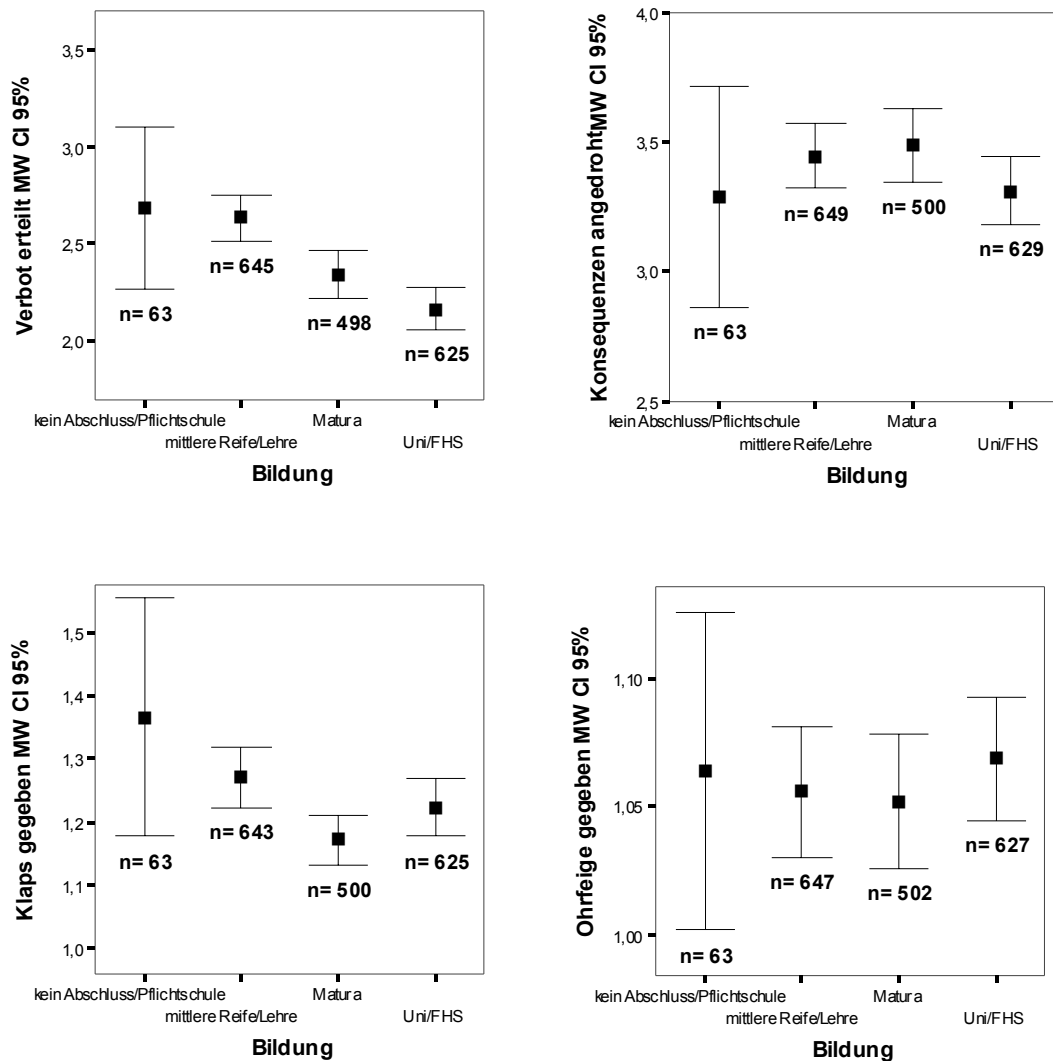 Verbot erteilt MW CI 95%
3,5
3,0
2,5
2,0
n= 63
n= 645
n= 498
n= 625
kein Abschluss/Pflichtschule
mittlere Reife/Lehre
Matura
Uni/FHS
Bildung
Konsequenzen angedroht MW CI 95%
4,0
3,5
3,0
2,5
n= 63
n= 649
n= 500
n= 629
kein Abschluss/Pflichtschule
mittlere Reife/Lehre
Matura
Uni/FHS
Bildung
Klaps gegeben MW CI 95%
1,5
1,4
1,3
1,2
1,1
1,0
n= 63
n= 643
n= 500
n= 625
kein Abschluss/Pflichtschule
mittlere Reife/Lehre
Matura
Uni/FHS
Bildung
Ohrfeige gegeben MW CI 95%
1,10
1,05
1,00
n= 63
n= 647
n= 502
n= 627
kein Abschluss/Pflichtschule
mittlere Reife/Lehre
Matura
Uni/FHS
Bildung